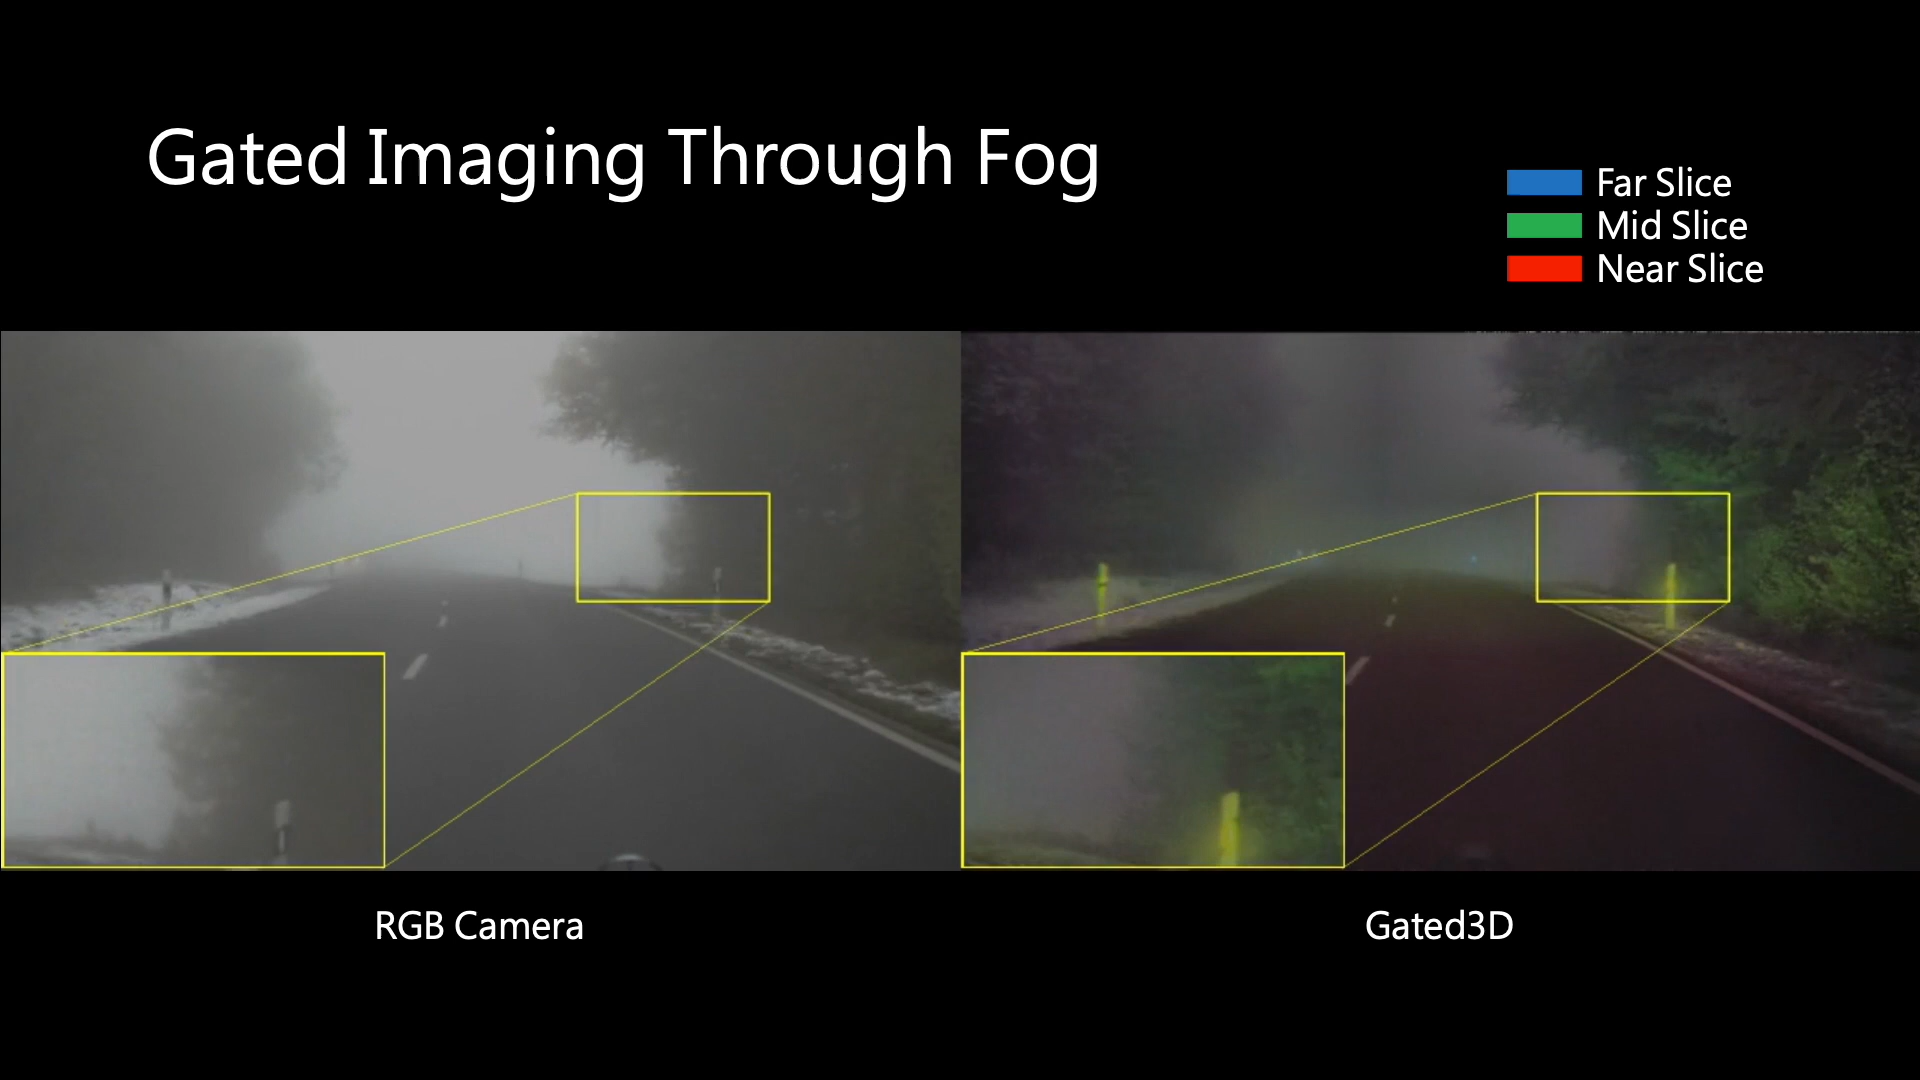 Gated Imaging Through Fog
Far Slice
Mid Slice
Near Slice
RGB Camera
Gated3D